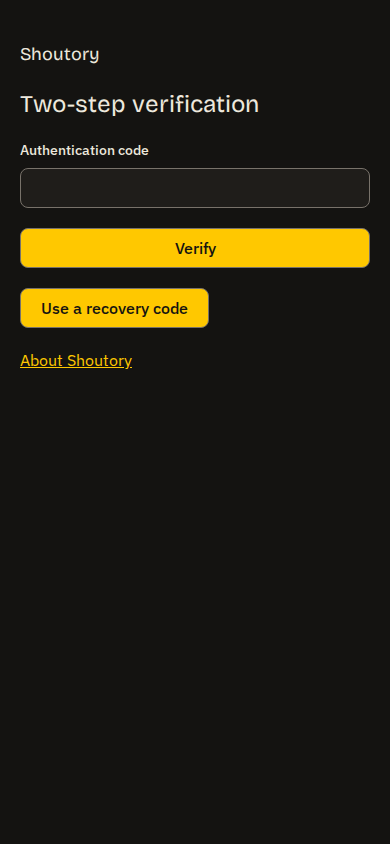 Shoutory
Two-step verification
Authentication code
Verify
Use a recovery code
About Shoutory